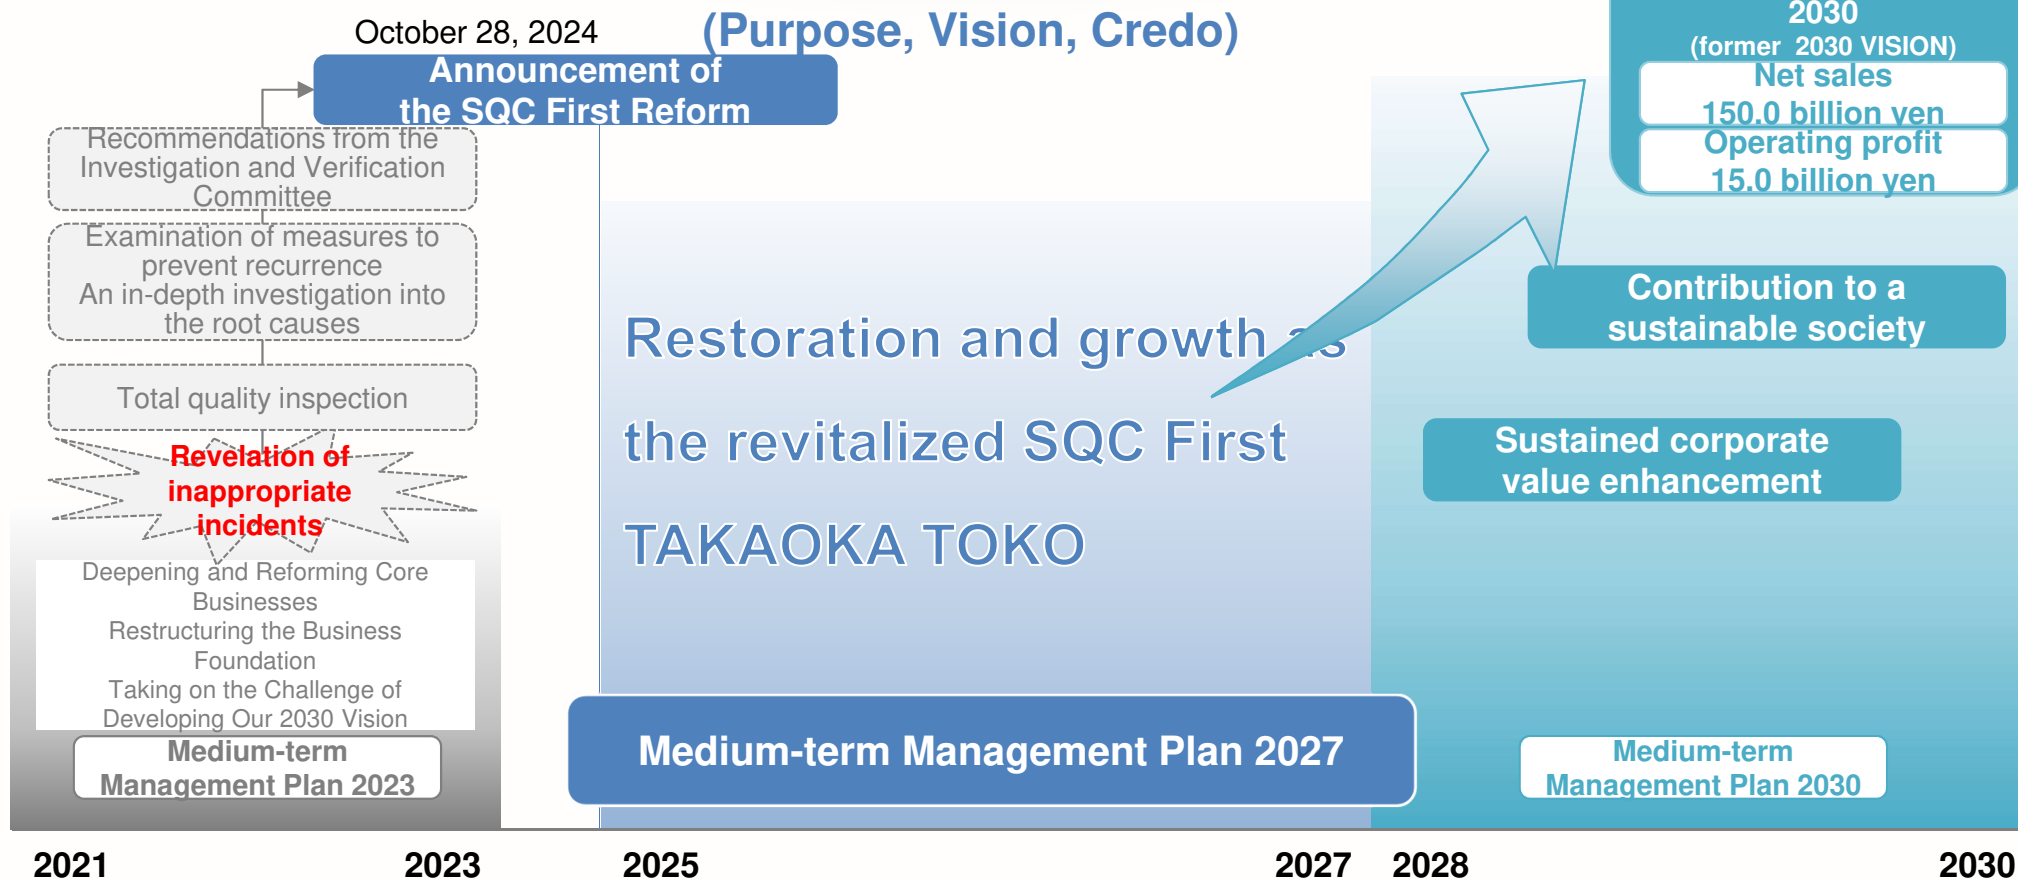 October 28, 2024
(Purpose, Vision, Credo)
Announcement of
the SQC First Reform
Recommendations from the
Investigation and Verification
Committee
Examination of measures to
prevent recurrence
An in-depth investigation into
the root causes
Total quality inspection
Revelation of
inappropriate
incidents
Deepening and Reforming Core
Businesses
Restructuring the Business
Foundation
Taking on the Challenge of
Developing Our 2030 Vision
Medium-term
Management Plan 2023
Restoration and growth as
the revitalized SQC First
TAKAOKA TOKO
Medium-term Management Plan 2027
2030
(former 2030 VISION)
Net sales
150.0 billion yen
Operating profit
15.0 billion yen
Contribution to a
sustainable society
Sustained corporate
value enhancement
Medium-term
Management Plan 2030
2021
2023
2025
2027
2028
2030